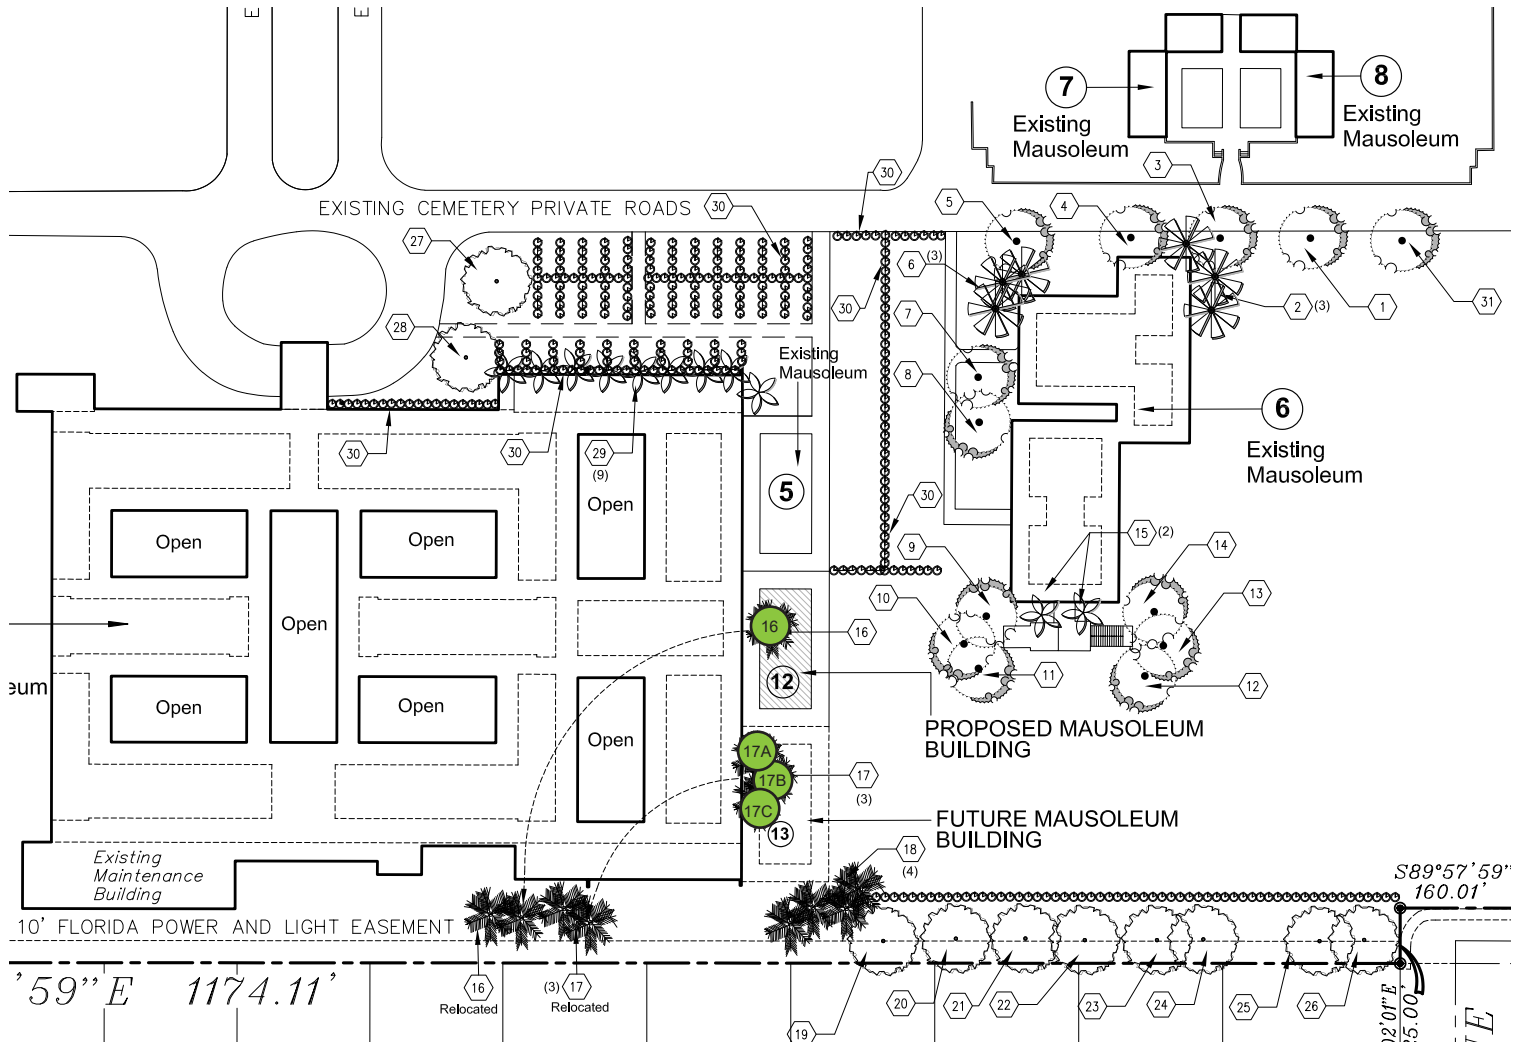 E
E
7
Existing
Mausoleum
8
Existing
Mausoleum
EXISTING CEMETERY PRIVATE ROADS
30
30
3
5
4
27
6
(3)
28
30
7
8
2
(3)
1
31
Existing
Mausoleum
6
Existing
Mausoleum
30
30
29
(9)
5
30
Open
Open
Open
Open
15
(2)
9
14
10
13
16
16
11
12
12
eum
Open
Open
Open
PROPOSED MAUSOLEUM
BUILDING
17A
17B
17C
17
(3)
13
FUTURE MAUSOLEUM
BUILDING
18
(4)
Existing
Maintenance
Building
S89°57'59"
160.01'
10' FLORIDA POWER AND LIGHT EASEMENT
'59" E 1174.11'
16
Relocated
(3)
17
Relocated
19
20
21
22
23
24
25
26
02'01" E
25.00'